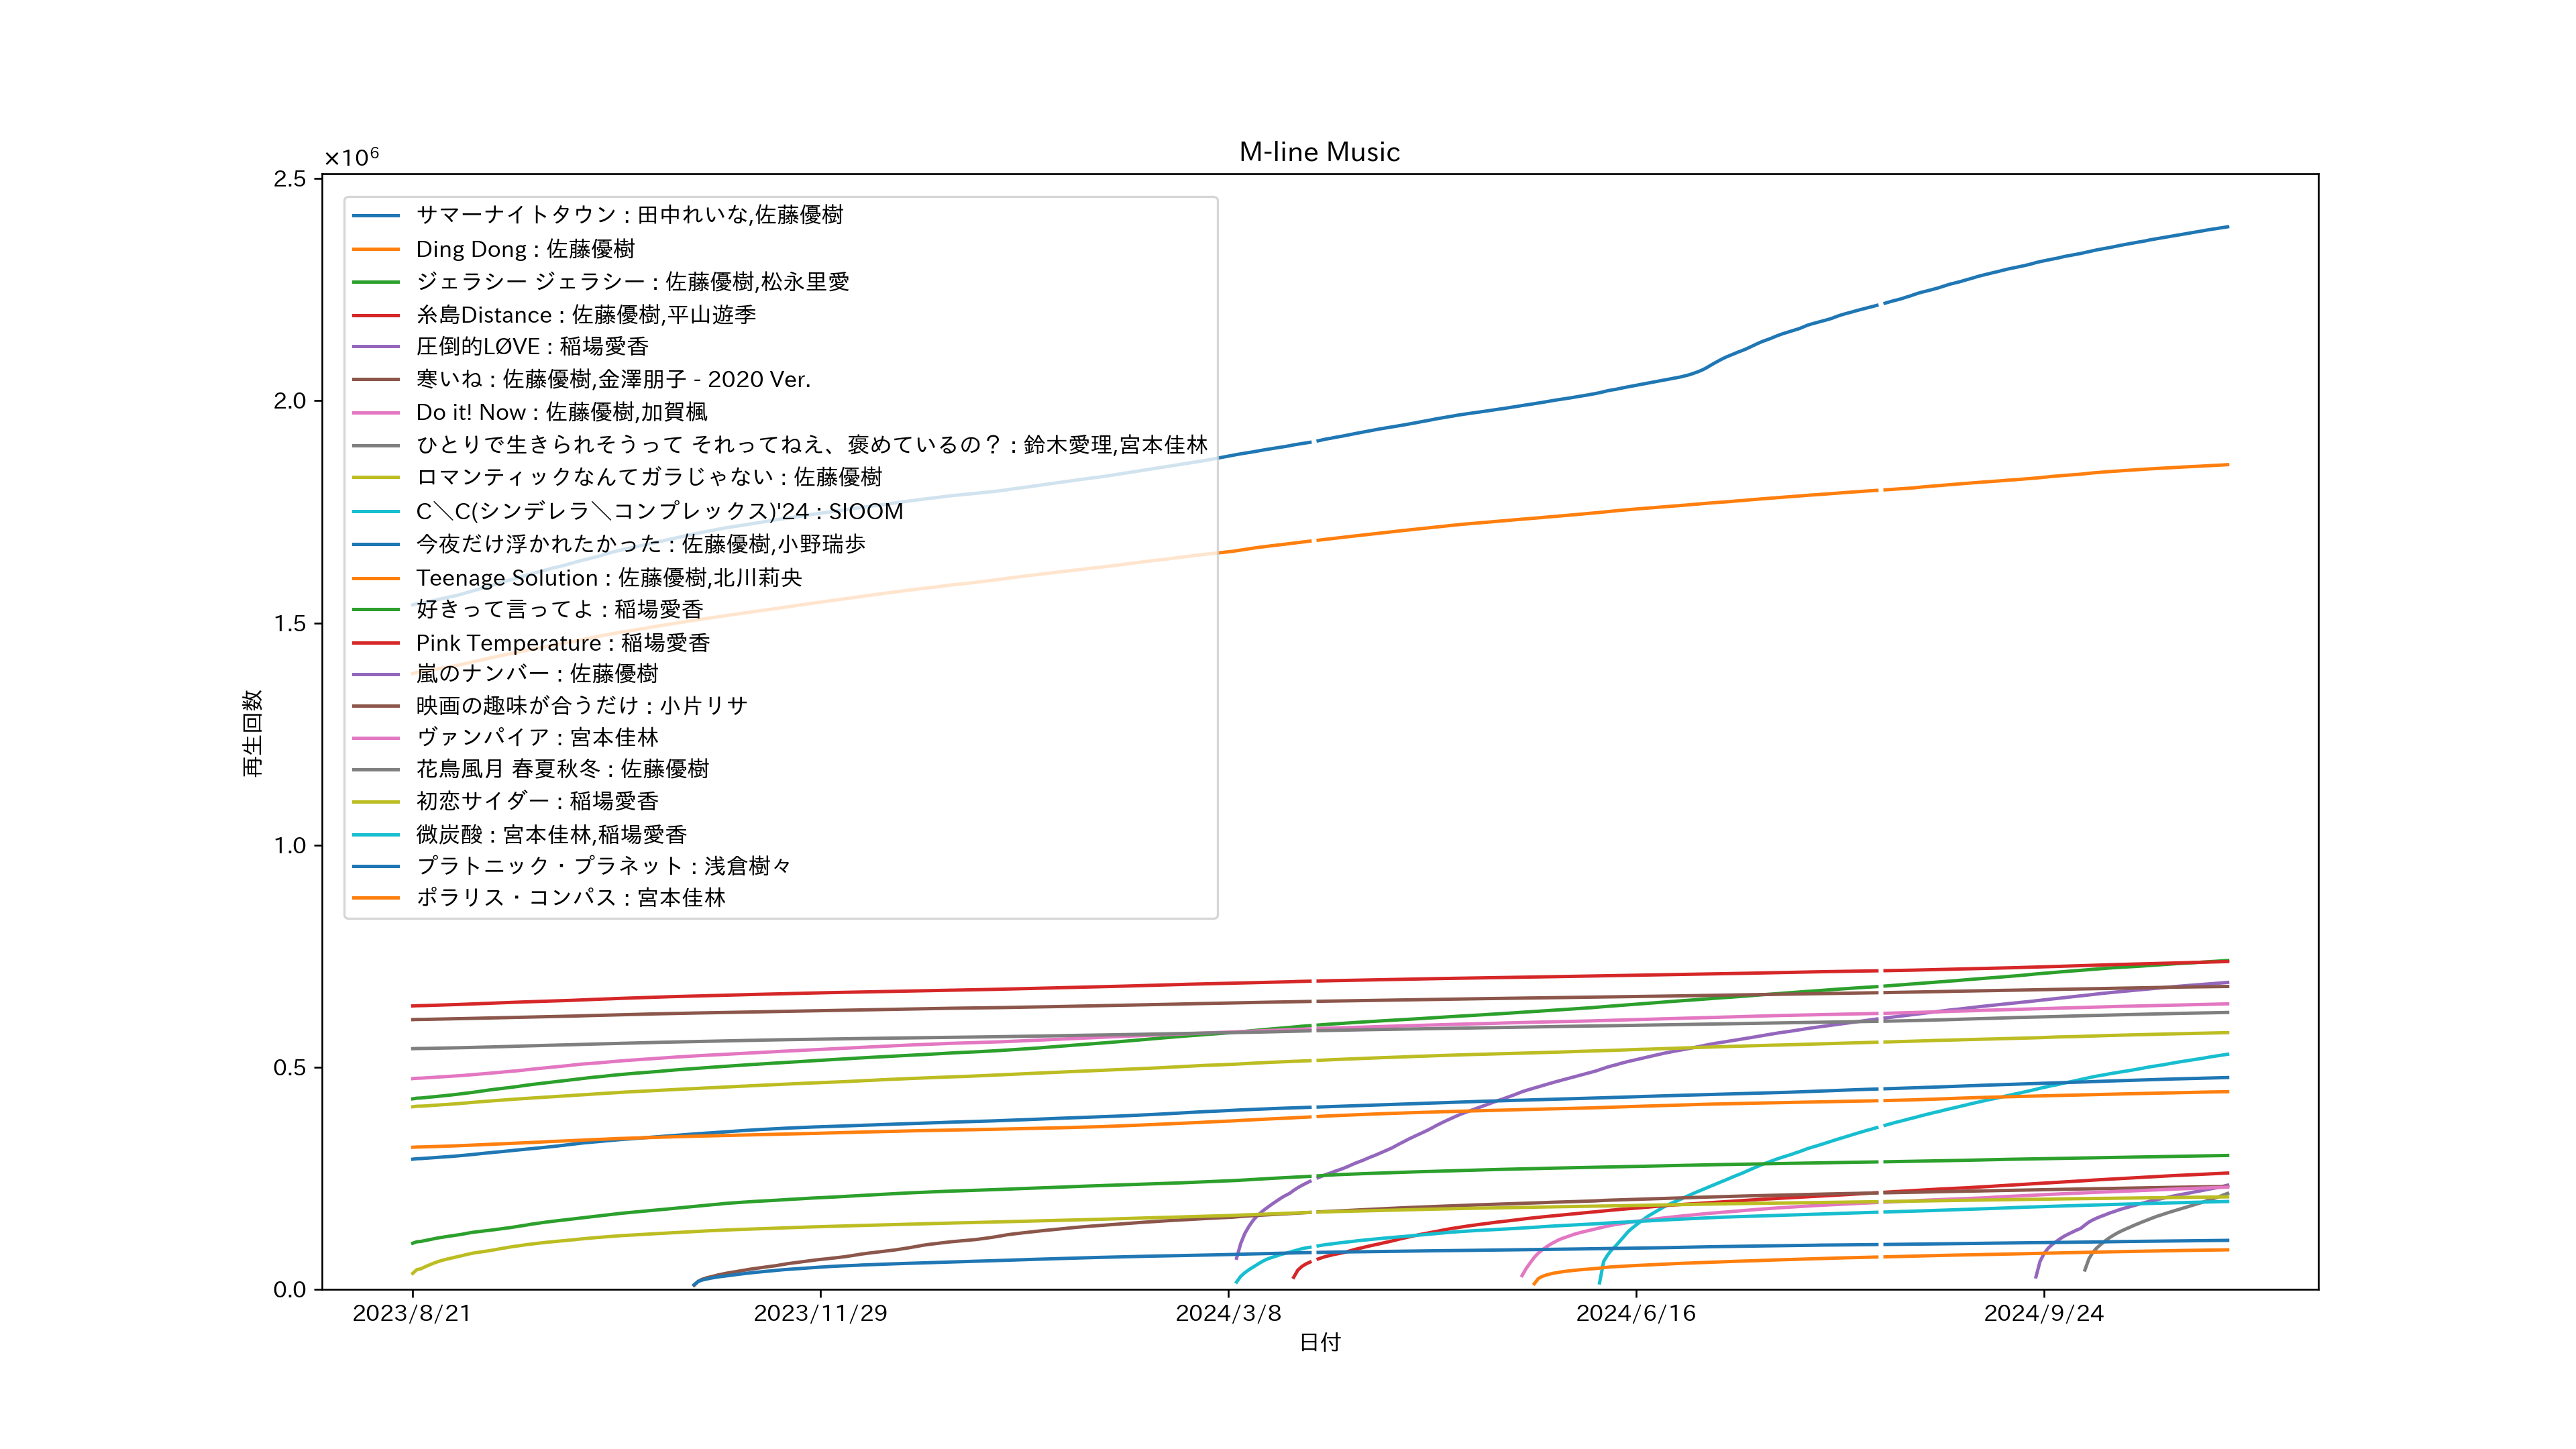 M-line Music
×10⁶
2.5
2.0
1.5
1.0
0.5
0.0
再生回数
サマーナイトタウン : 田中れいな,佐藤優樹
Ding Dong : 佐藤優樹
ジェラシー ジェラシー : 佐藤優樹,松永里愛
糸島Distance : 佐藤優樹,平山遊季
圧倒的LØVE : 稲場愛香
寒いね : 佐藤優樹,金澤朋子 - 2020 Ver.
Do it! Now : 佐藤優樹,加賀楓
ひとりで生きられそうって それってねえ、褒めているの？ : 鈴木愛理,宮本佳林
ロマンティックなんてガラじゃない : 佐藤優樹
C＼C(シンデレラ＼コンプレックス)'24 : SIOOM
今夜だけ浮かれたかった : 佐藤優樹,小野瑞歩
Teenage Solution : 佐藤優樹,北川莉央
好きって言ってよ : 稲場愛香
Pink Temperature : 稲場愛香
嵐のナンバー : 佐藤優樹
映画の趣味が合うだけ : 小片リサ
ヴァンパイア : 宮本佳林
花鳥風月 春夏秋冬 : 佐藤優樹
初恋サイダー : 稲場愛香
微炭酸 : 宮本佳林,稲場愛香
プラトニック・プラネット : 浅倉樹々
ポラリス・コンパス : 宮本佳林
2023/8/21 2023/11/29 2024/3/8 2024/6/16 2024/9/24
日付